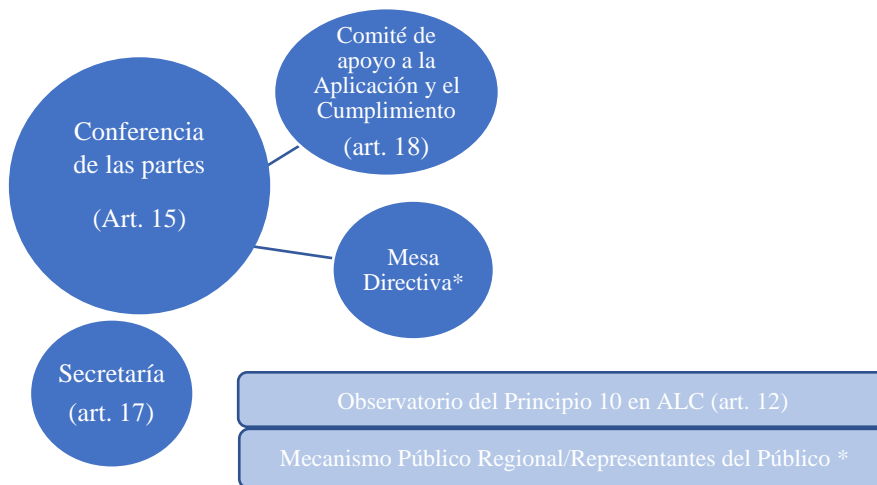 Conferencia
de las partes
(Art. 15)
Comité de
apoyo a la
Aplicación y el
Cumplimiento
(art. 18)
Mesa
Directiva*
Secretaría
(art. 17)
Observatorio del Principio 10 en ALC (art. 12)
Mecanismo Público Regional/Representantes del Público *